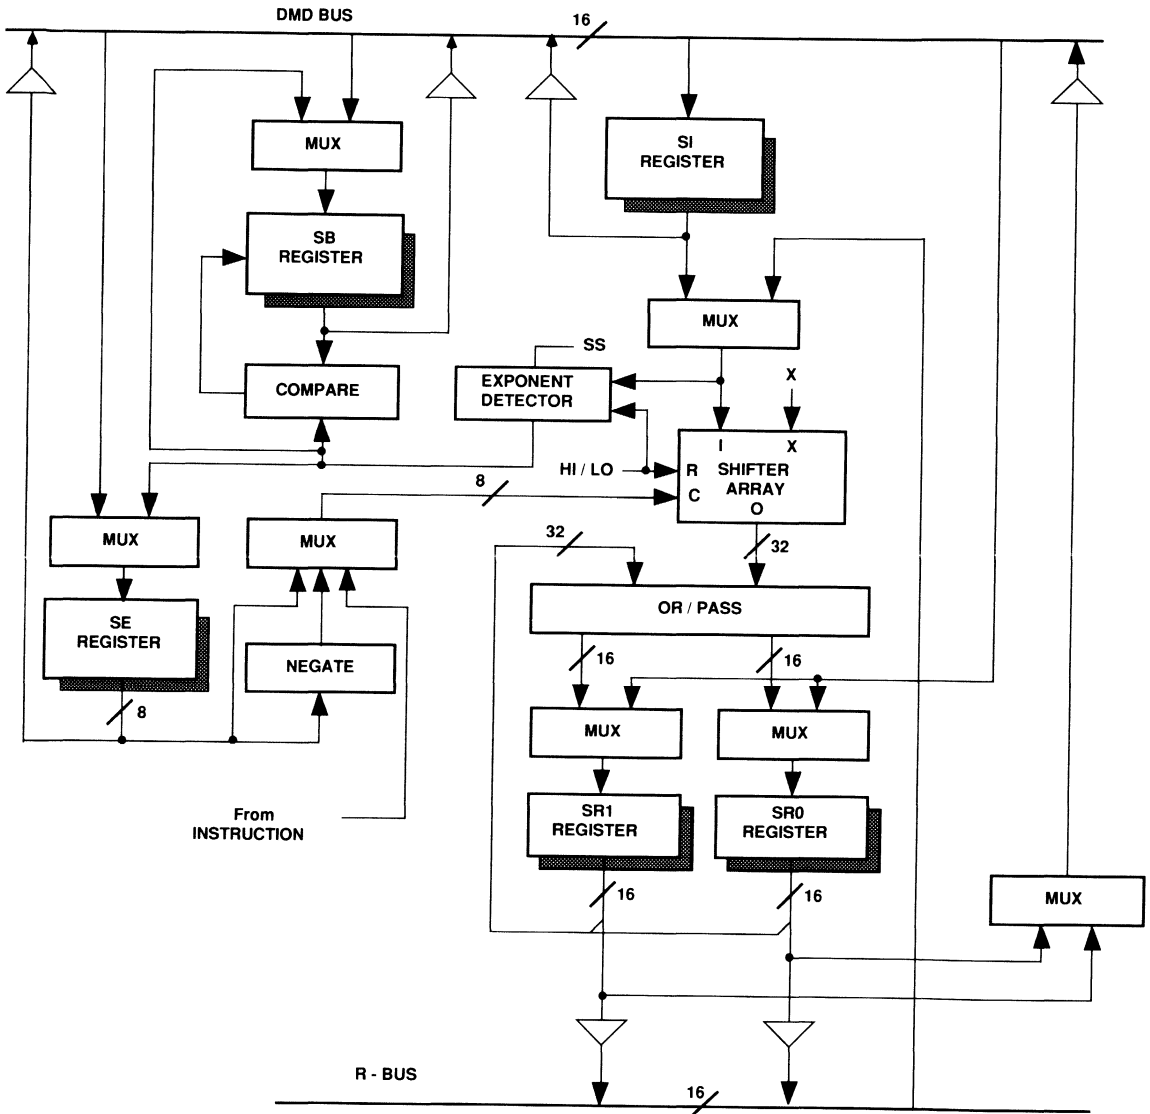 DMD BUS
16
MUX
SI
REGISTER
SB
REGISTER
MUX
SS
COMPARE
EXPONENT
DETECTOR
X
I
X
HI / LO
R
SHIFTER
ARRAY
C
O
8
MUX
MUX
32
32
OR / PASS
SE
REGISTER
NEGATE
16
16
8
MUX
MUX
From
INSTRUCTION
SR1
REGISTER
SR0
REGISTER
16
16
MUX
R - BUS
16